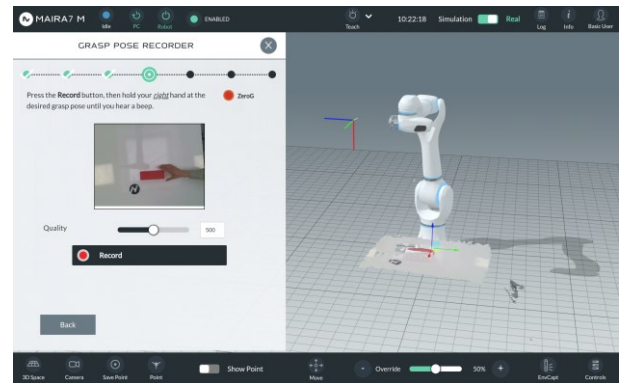 MAIRA7 M
Idle
PC
Robot
ENABLED
Teach
10:22:18
Simulation
Real
Log
Info
Basic User
GRASP POSE RECORDER
Press the Record button, then hold your right hand at the
desired grasp pose until you hear a beep.
ZeroG
Quality
500
Record
Back
3D Space
Camera
Save Point
Point
Show Point
Move
- Override
50%
+
EnvCapt
Controls